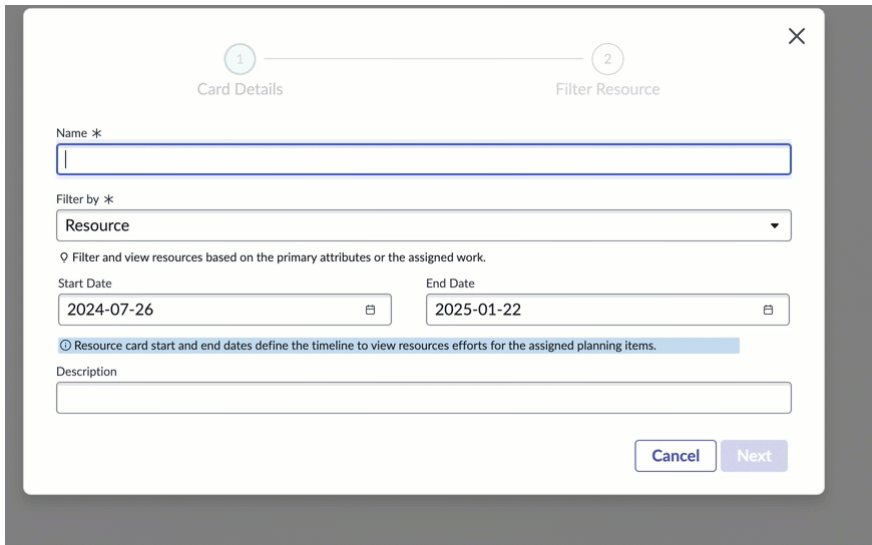 1
2
Card Details
Filter Resource
Name *
Filter by *
Resource
Filter and view resources based on the primary attributes or the assigned work.
Start Date
End Date
2024-07-26
2025-01-22
Resource card start and end dates define the timeline to view resources efforts for the assigned planning items.
Description
Cancel
Next